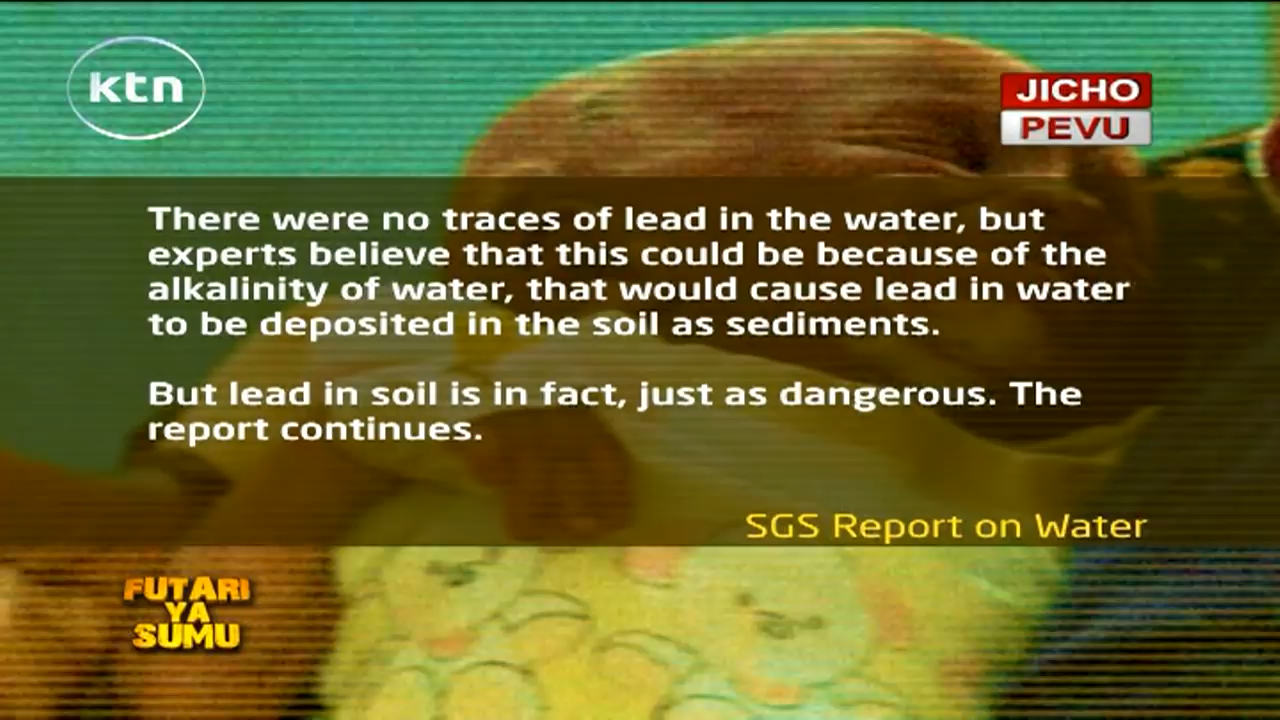 ktn
JICHO
PEVU
There were no traces of lead in the water, but
experts believe that this could be because of the
alkalinity of water, that would cause lead in water
to be deposited in the soil as sediments.
But lead in soil is in fact, just as dangerous. The
report continues.
SGS Report on Water
FUTARI
YA
SUMU